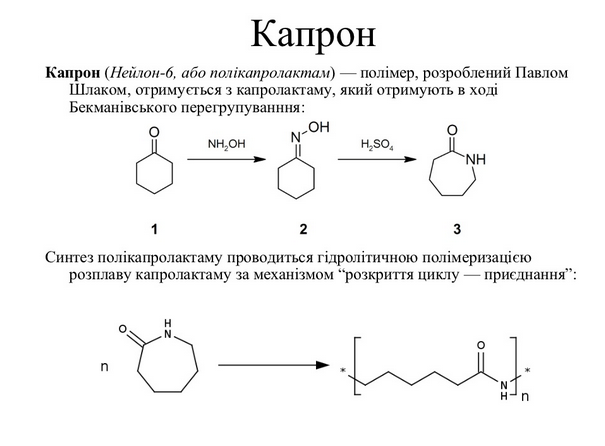 Капрон
Капрон (Нейлон-6, або полікапролактам) — полімер, розроблений Павлом
Шлаком, отримується з капролактаму, який отримують в ході
Бекманівського перегрупуванння:
O
NH₂OH
N OH
H₂SO₄
O
NH
1 2 3
Синтез полікапролактаму проводиться гідролітичною полімеризацією
розплаву капролактаму за механізмом “розкриття циклу — приєднання”:
n
O
H
N
*
O
N
H
*
n